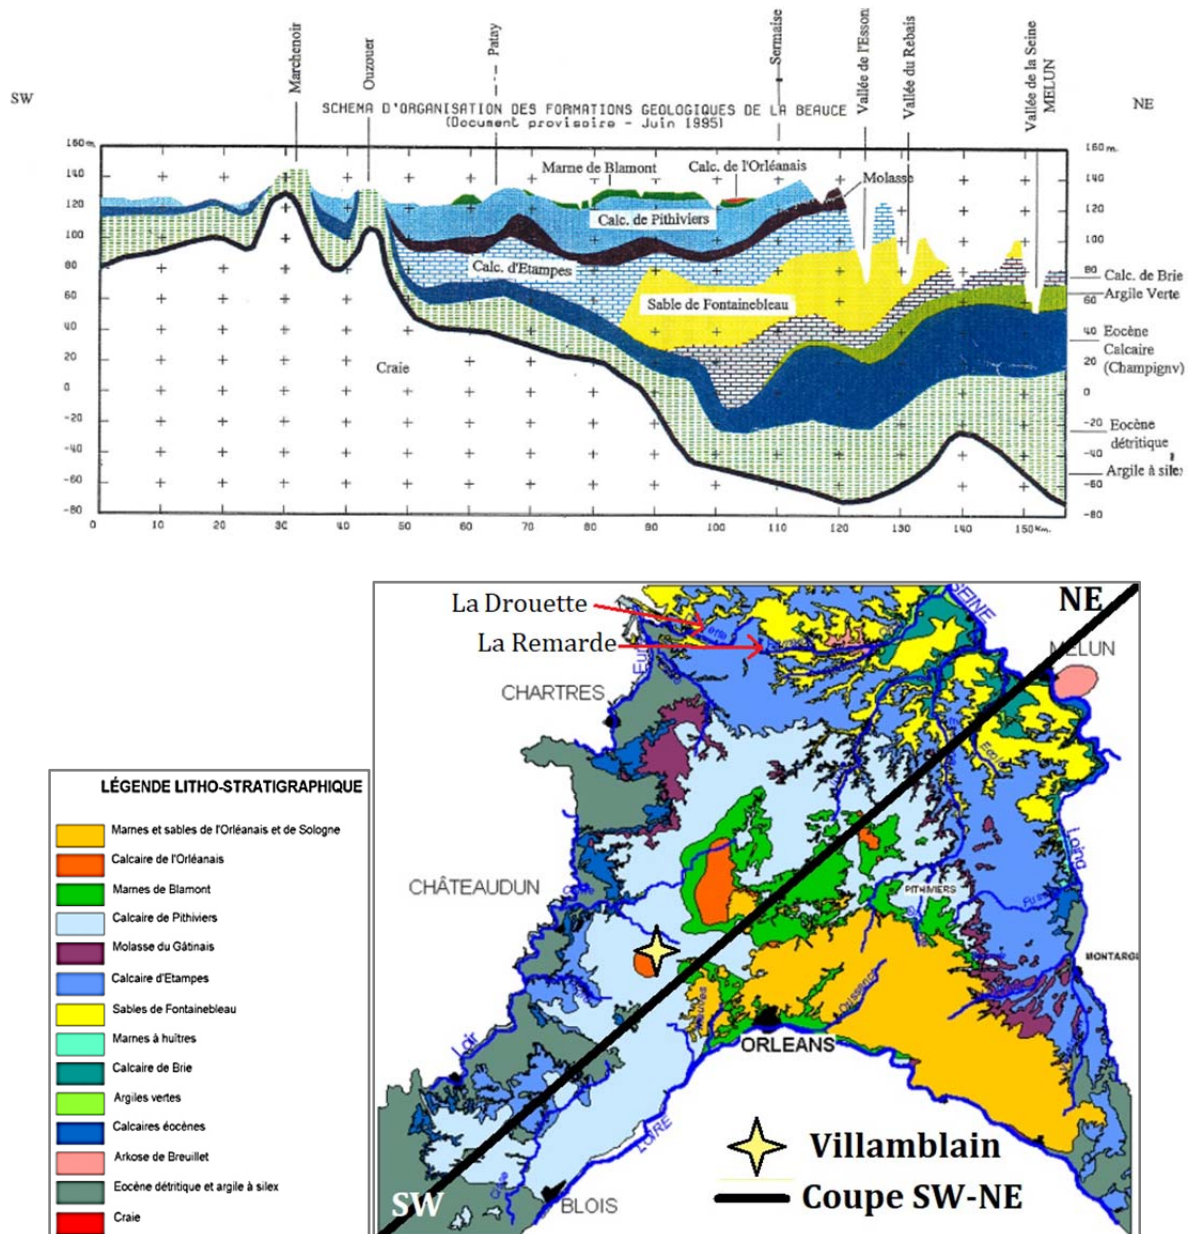 Marchenoir
Ouzouer
Patay
Sermaise
Vallée de l'Esson
Vallée du Rebais
Vallée de la Seine
MELUN
SW
NE
SCHEMA D'ORGANISATION DES FORMATIONS GEOLOGIQUES DE LA BEAUCE
(Document provisoire - Juin 1995)
160 m.
140
120
100
80
60
40
20
0
-20
-40
-60
-80
160 m.
140
120
100
80
60
40
20
0
-20
-40
-60
-80
Marne de Blamont
Calc. de l'Orléanais
Molasse
Calc. de Pithiviers
Calc. d'Etampes
Sable de Fontainebleau
Craie
Calc. de Brie
Argile Verte
Eocène
Calcaire
(Champigny)
Eocène
détritique
Argile à silex
0 10 20 30 40 50 60 70 80 90 100 110 120 130 140 150 km.
La Drouette
La Remarde
NE
SEINE
MELUN
CHARTRES
Eure
Ecole
Loing
CHÂTEAUDUN
PITHIVIERS
MONTARGI
Loir
Mauves
ORLEANS
LOIRE
BLOIS
SW
Villamblain
Coupe SW-NE
LÉGENDE LITHO-STRATIGRAPHIQUE
Marnes et sables de l'Orléanais et de Sologne
Calcaire de l'Orléanais
Marnes de Blamont
Calcaire de Pithiviers
Molasse du Gâtinais
Calcaire d'Etampes
Sables de Fontainebleau
Marnes à huîtres
Calcaire de Brie
Argiles vertes
Calcaires éocènes
Arkose de Breuillet
Eocène détritique et argile à silex
Craie